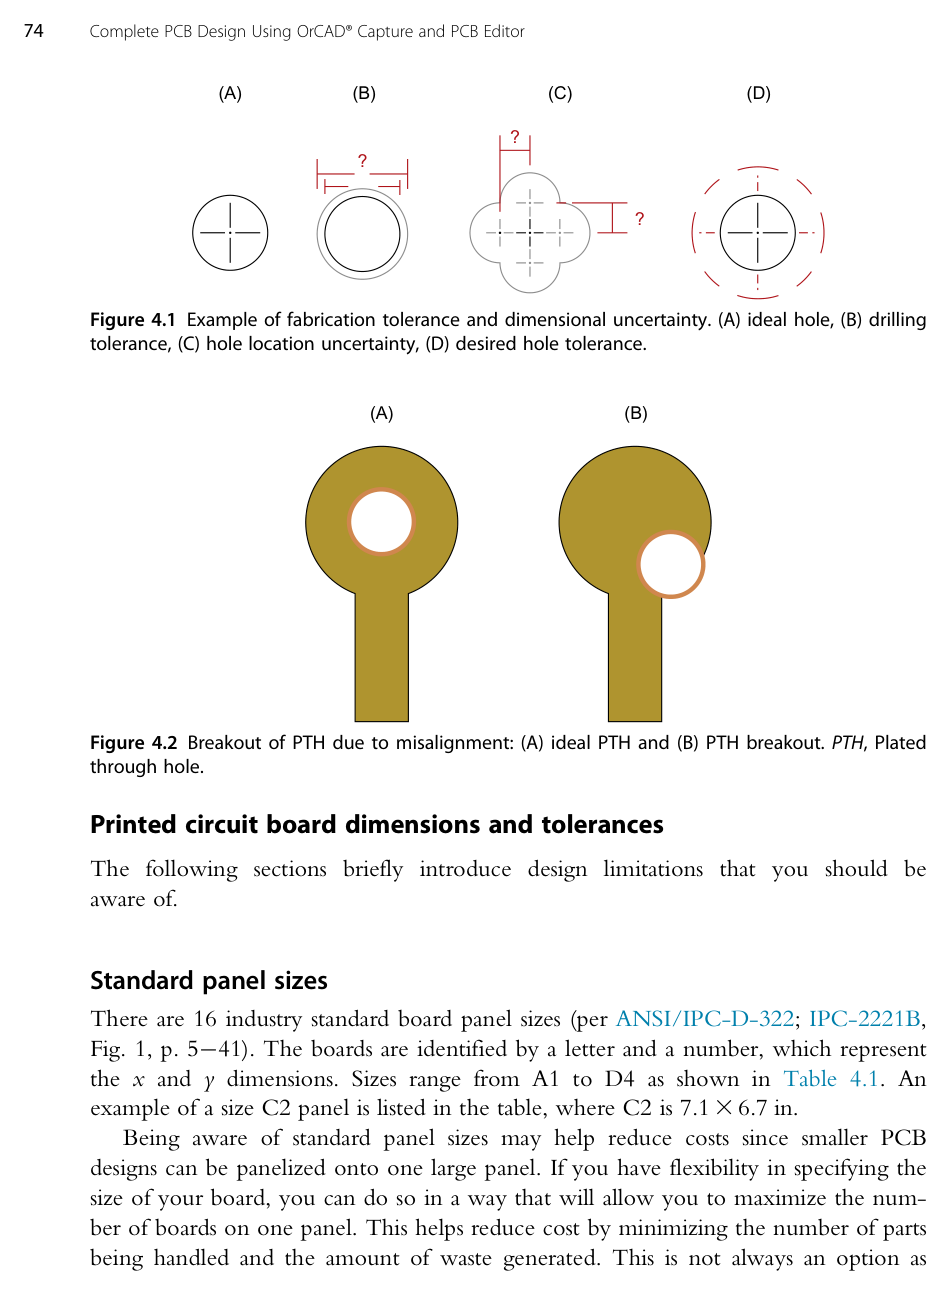 74
Complete PCB Design Using OrCAD® Capture and PCB Editor
(A) (B) (C) (D)
?
?
?
Figure 4.1 Example of fabrication tolerance and dimensional uncertainty. (A) ideal hole, (B) drilling
tolerance, (C) hole location uncertainty, (D) desired hole tolerance.
(A) (B)
Figure 4.2 Breakout of PTH due to misalignment: (A) ideal PTH and (B) PTH breakout. PTH, Plated
through hole.
Printed circuit board dimensions and tolerances
The following sections briefly introduce design limitations that you should be
aware of.
Standard panel sizes
There are 16 industry standard board panel sizes (per ANSI/IPC-D-322; IPC-2221B,
Fig. 1, p. 5−41). The boards are identified by a letter and a number, which represent
the x and y dimensions. Sizes range from A1 to D4 as shown in Table 4.1. An
example of a size C2 panel is listed in the table, where C2 is 7.1 × 6.7 in.
Being aware of standard panel sizes may help reduce costs since smaller PCB
designs can be panelized onto one large panel. If you have flexibility in specifying the
size of your board, you can do so in a way that will allow you to maximize the num-
ber of boards on one panel. This helps reduce cost by minimizing the number of parts
being handled and the amount of waste generated. This is not always an option as